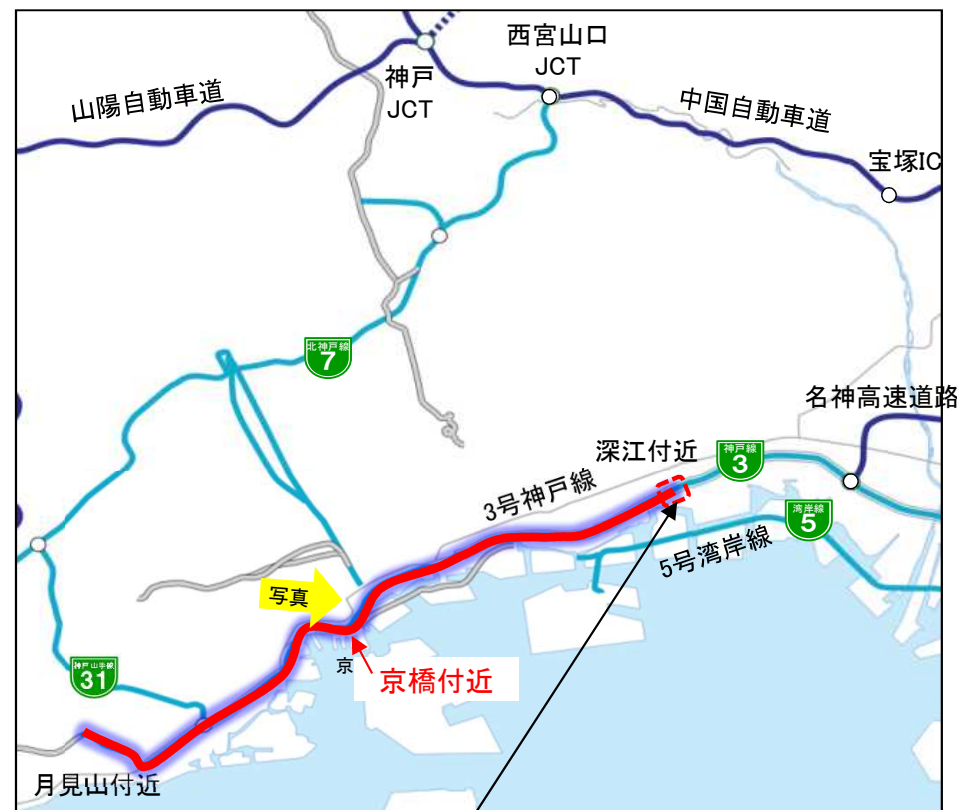 西宮山口
JCT
神戸
JCT
山陽自動車道
中国自動車道
宝塚IC
北神戸線
7
名神高速道路
深江付近
神戸線
3
3号神戸線
湾岸線
5
5号湾岸線
写真
京
京橋付近
神戸山手線
31
月見山付近